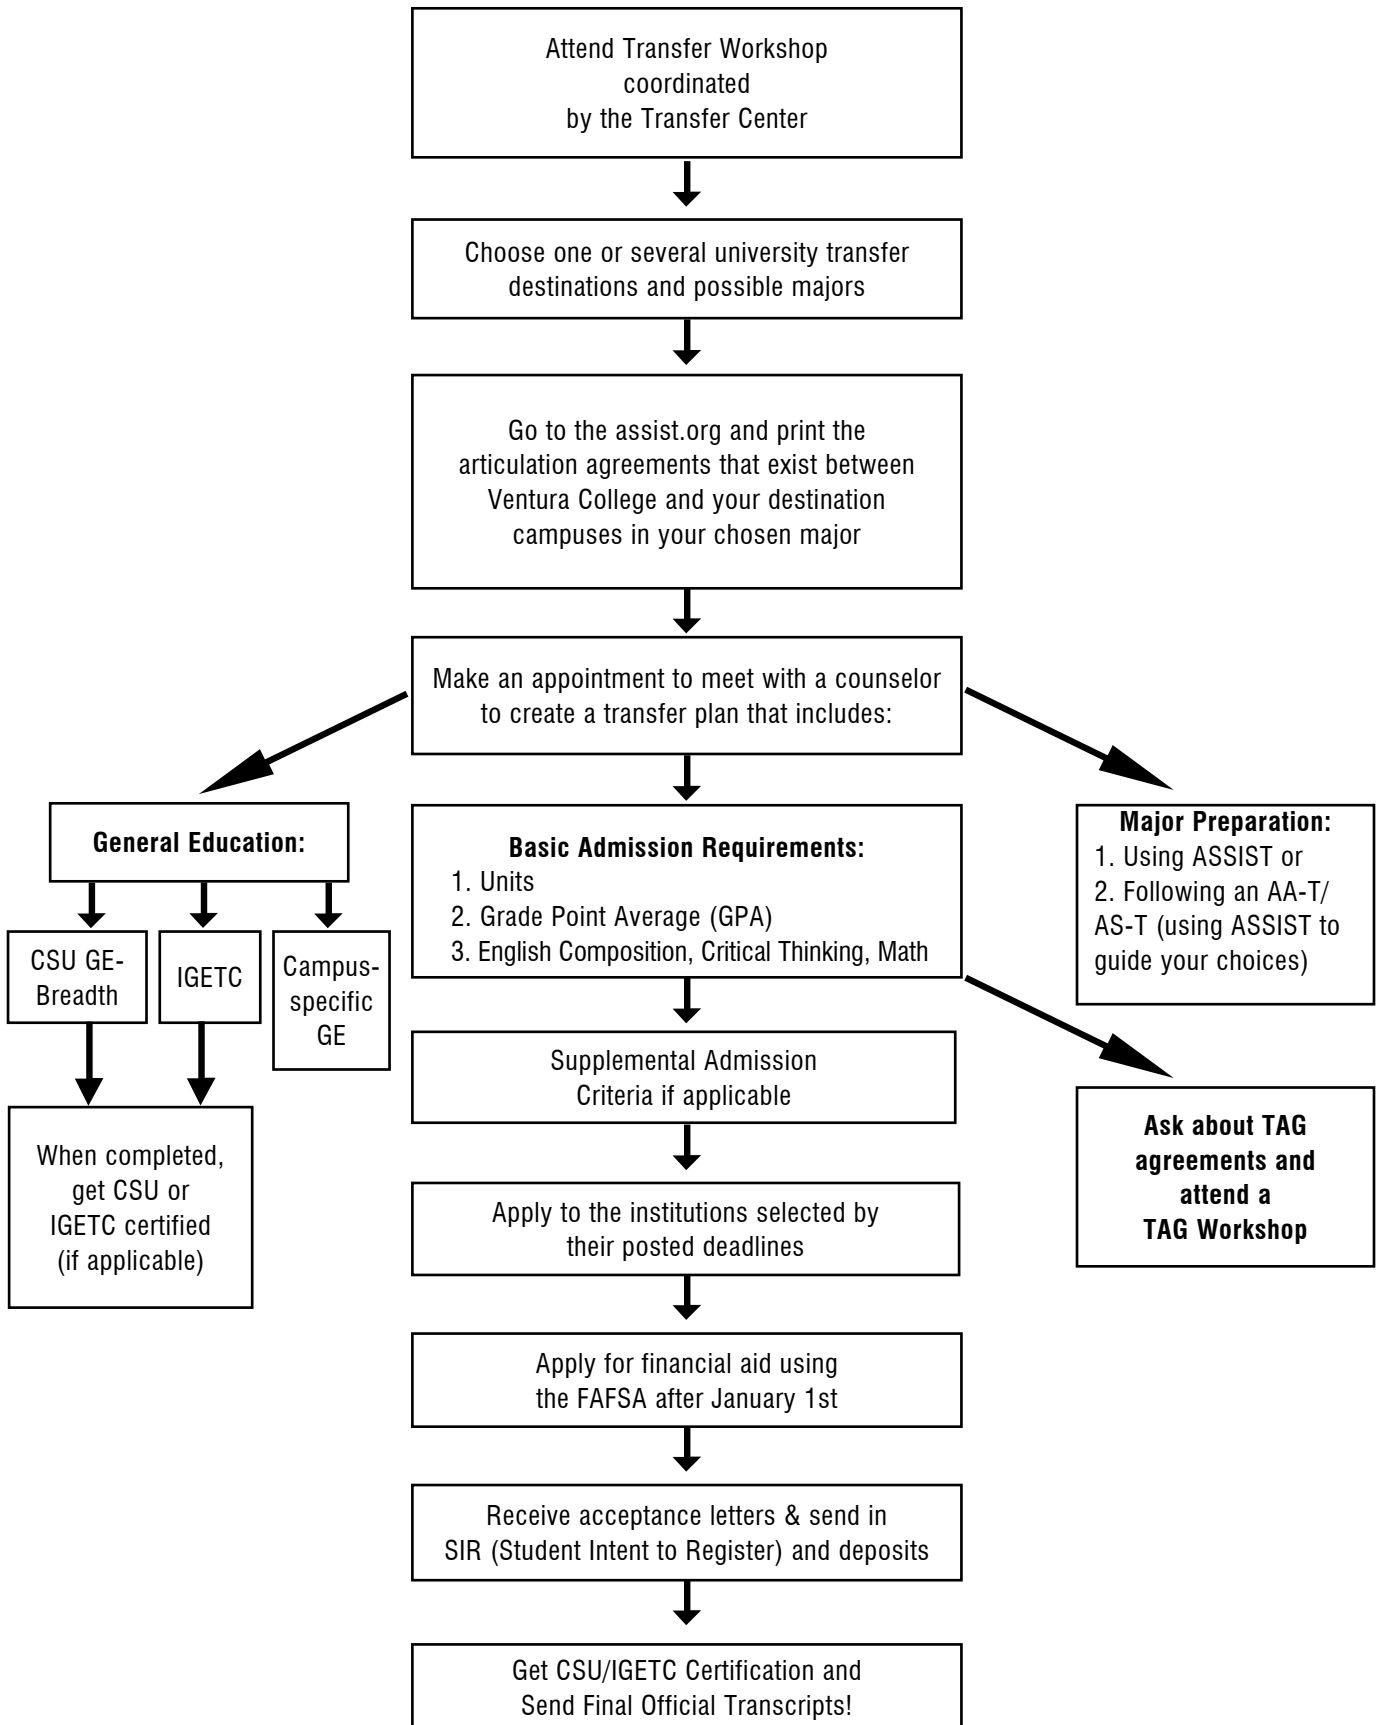 Attend Transfer Workshop
coordinated
by the Transfer Center
Choose one or several university transfer
destinations and possible majors
Go to the assist.org and print the
articulation agreements that exist between
Ventura College and your destination
campuses in your chosen major
Make an appointment to meet with a counselor
to create a transfer plan that includes:
General Education:
CSU GE-
Breadth
IGETC
Campus-
specific
GE
When completed,
get CSU or
IGETC certified
(if applicable)
Basic Admission Requirements:
1. Units
2. Grade Point Average (GPA)
3. English Composition, Critical Thinking, Math
Major Preparation:
1. Using ASSIST or
2. Following an AA-T/
AS-T (using ASSIST to
guide your choices)
Ask about TAG
agreements and
attend a
TAG Workshop
Supplemental Admission
Criteria if applicable
Apply to the institutions selected by
their posted deadlines
Apply for financial aid using
the FAFSA after January 1st
Receive acceptance letters & send in
SIR (Student Intent to Register) and deposits
Get CSU/IGETC Certification and
Send Final Official Transcripts!